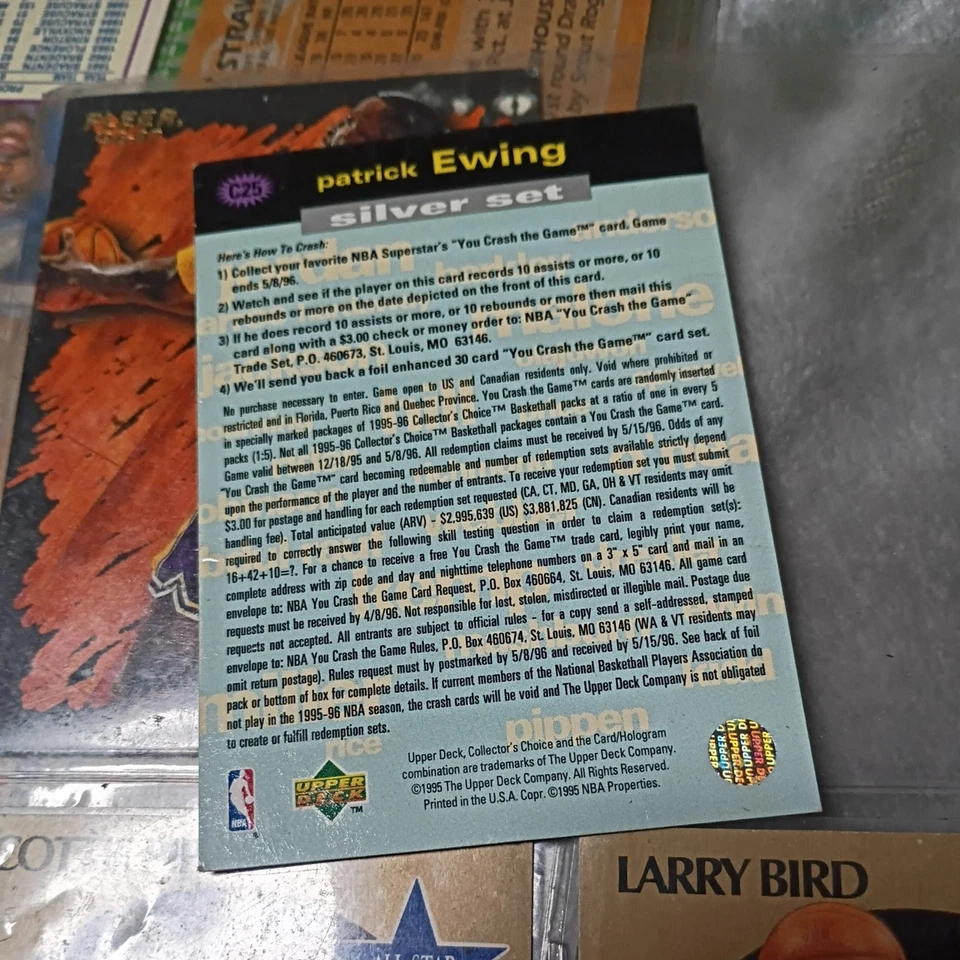 STRAW
HOUS
st round Dra
by Scout Rog
FLEER
C25
patrick Ewing
silver set
Here's How To Crash:
1) Collect your favorite NBA Superstar's "You Crash the Game™" card. Game
ends 5/8/96.
2) Watch and see if the player on this card records 10 assists or more, or 10
rebounds or more on the date depicted on the front of this card.
3) If he does record 10 assists or more, or 10 rebounds or more then mail this
card along with a $3.00 check or money order to: NBA "You Crash the Game"
Trade Set, P.O. 460673, St. Louis, MO 63146.
4) We'll send you back a foil enhanced 30 card "You Crash the Game™" card set.
No purchase necessary to enter. Game open to US and Canadian residents only. Void where prohibited or
restricted and in Florida, Puerto Rico and Quebec Province. You Crash the Game™ cards are randomly inserted
in specially marked packages of 1995-96 Collector's Choice™ Basketball packs at a ratio of one in every 5
packs (1:5). Not all 1995-96 Collector's Choice™ Basketball packages contain a You Crash the Game™ card.
Game valid between 12/18/95 and 5/8/96. All redemption claims must be received by 5/15/96. Odds of any
"You Crash the Game™" card becoming redeemable and number of redemption sets available strictly depend
upon the performance of the player and the number of entrants. To receive your redemption set you must submit
$3.00 for postage and handling for each redemption set requested (CA, CT, MD, GA, OH & VT residents may omit
handling fee). Total anticipated value (ARV) - $2,995,639 (US) $3,881,825 (CN). Canadian residents will be
required to correctly answer the following skill testing question in order to claim a redemption set(s):
16+42+10=?. For a chance to receive a free You Crash the Game™ trade card, legibly print your name,
complete address with zip code and day and nighttime telephone numbers on a 3" x 5" card and mail in an
envelope to: NBA You Crash the Game Card Request, P.O. Box 460664, St. Louis, MO 63146. All game card
requests must be received by 4/8/96. Not responsible for lost, stolen, misdirected or illegible mail. Postage due
requests not accepted. All entrants are subject to official rules - for a copy send a self-addressed, stamped
envelope to: NBA You Crash the Game Rules, P.O. Box 460674, St. Louis, MO 63146 (WA & VT residents may
omit return postage). Rules request must by postmarked by 5/8/96 and received by 5/15/96. See back of foil
pack or bottom of box for complete details. If current members of the National Basketball Players Association do
not play in the 1995-96 NBA season, the crash cards will be void and The Upper Deck Company is not obligated
to create or fulfill redemption sets.
pippen
rice
Upper Deck, Collector's Choice and the Card/Hologram
combination are trademarks of The Upper Deck Company.
©1995 The Upper Deck Company. All Rights Reserved.
Printed in the U.S.A. Copr. ©1995 NBA Properties.
NBA
UPPER
DECK
™
UPPER DE
LARRY BIRD
ALL-STAR